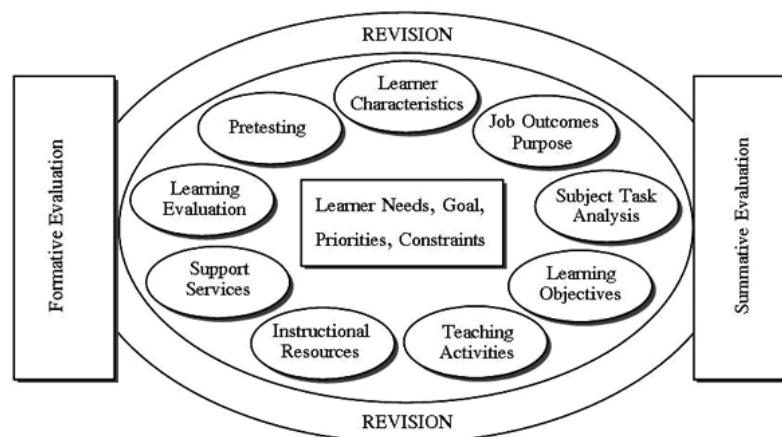 REVISION
Learner
Characteristics
Pretesting
Job Outcomes
Purpose
Formative Evaluation
Learning
Evaluation
Learner Needs, Goal,
Priorities, Constraints
Subject Task
Analysis
Summative Evaluation
Support
Services
Learning
Objectives
Instructional
Resources
Teaching
Activities
REVISION